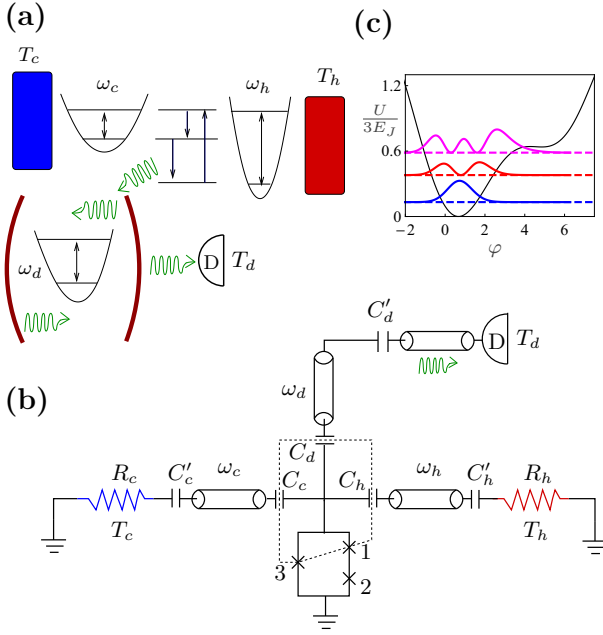 (a)
T_c
ω_c
ω_h
T_h
ω_d
D
T_d
(c)
U
3E_J
1.2
0.6
0
−2
0
2
4
6
φ
(b)
C'_d
D
T_d
ω_d
C_d
R_c
C'_c
ω_c
C_c
C_h
ω_h
C'_h
R_h
T_c
T_h
1
3
2